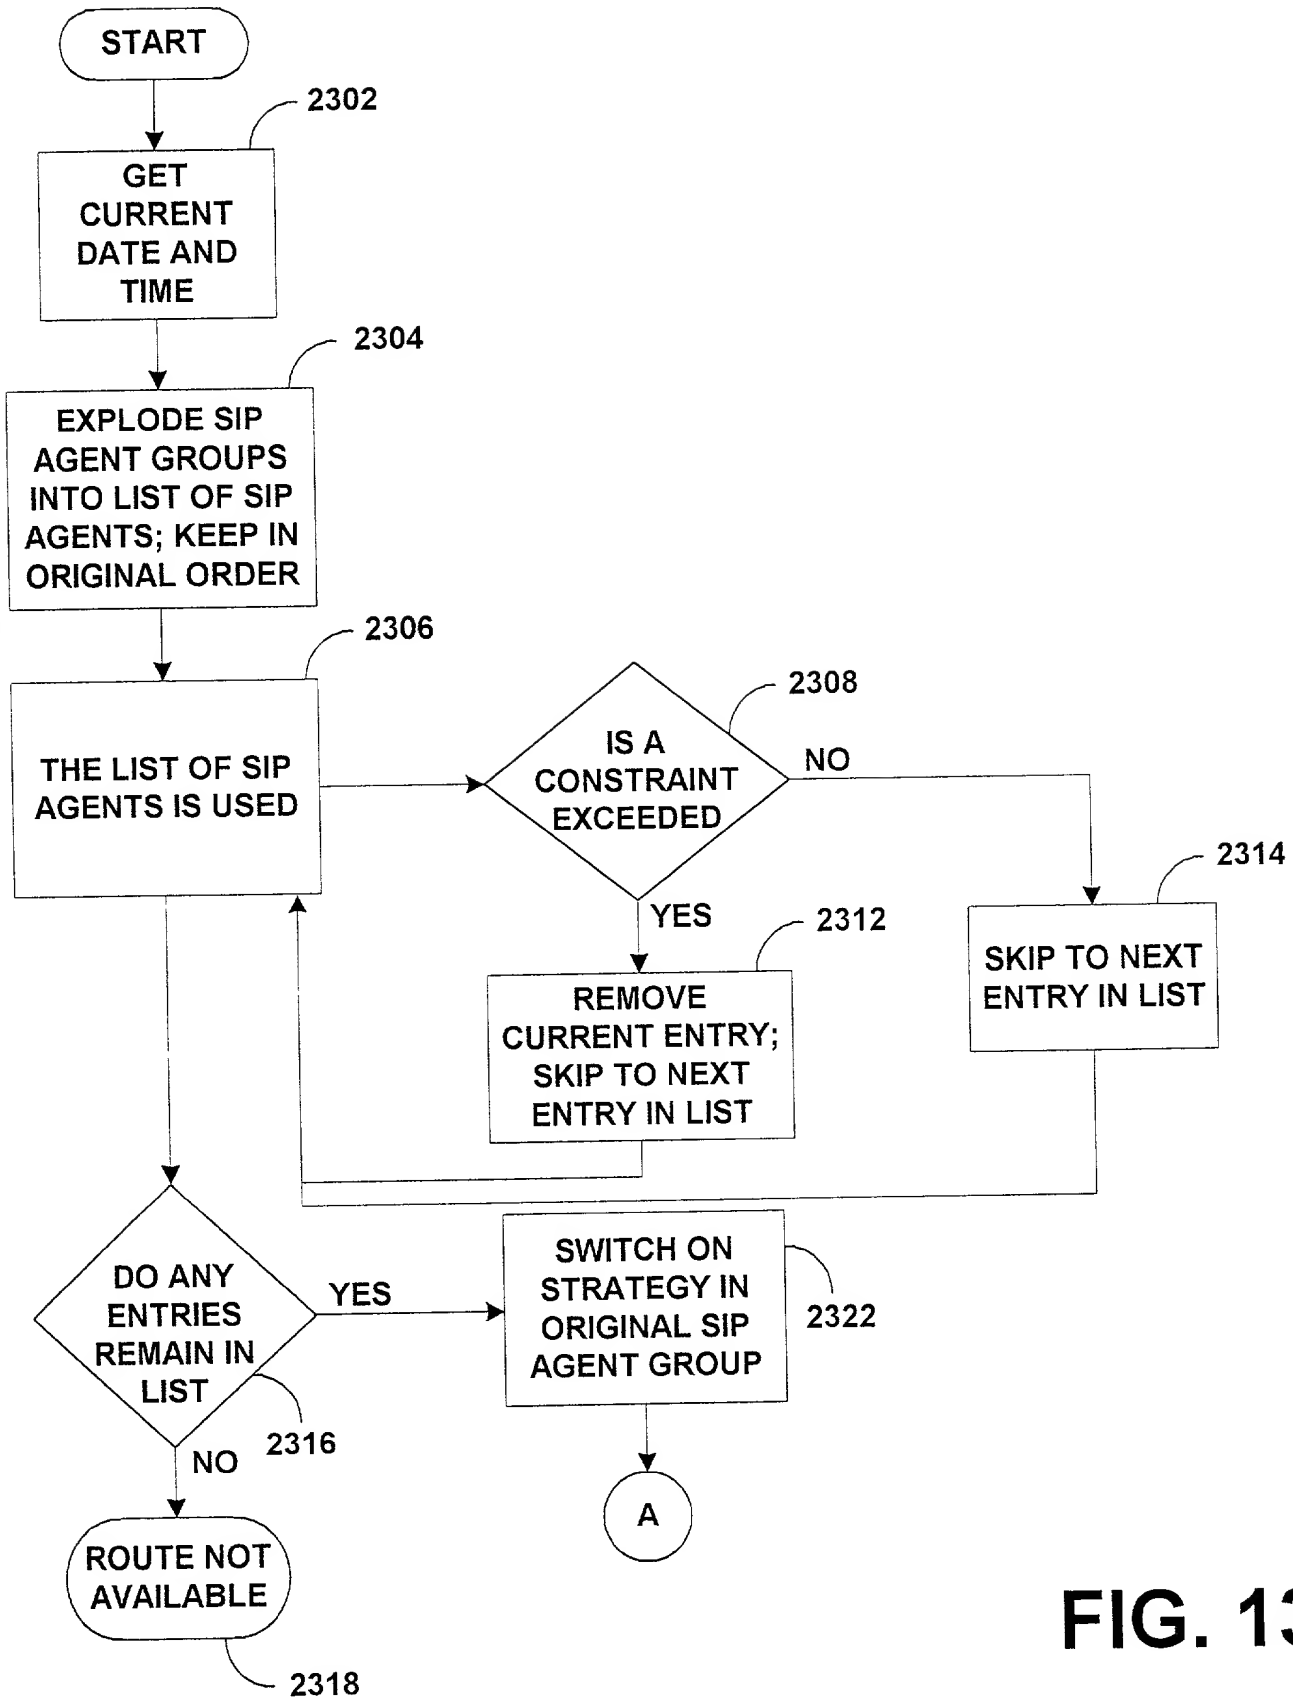 START
2302
GET
CURRENT
DATE AND
TIME
2304
EXPLODE SIP
AGENT GROUPS
INTO LIST OF SIP
AGENTS; KEEP IN
ORIGINAL ORDER
2306
THE LIST OF SIP
AGENTS IS USED
2308
IS A
CONSTRAINT
EXCEEDED
NO
YES
2314
SKIP TO NEXT
ENTRY IN LIST
2312
REMOVE
CURRENT ENTRY;
SKIP TO NEXT
ENTRY IN LIST
DO ANY
ENTRIES
REMAIN IN
LIST
2316
YES
NO
SWITCH ON
STRATEGY IN
ORIGINAL SIP
AGENT GROUP
2322
A
ROUTE NOT
AVAILABLE
2318
FIG. 13